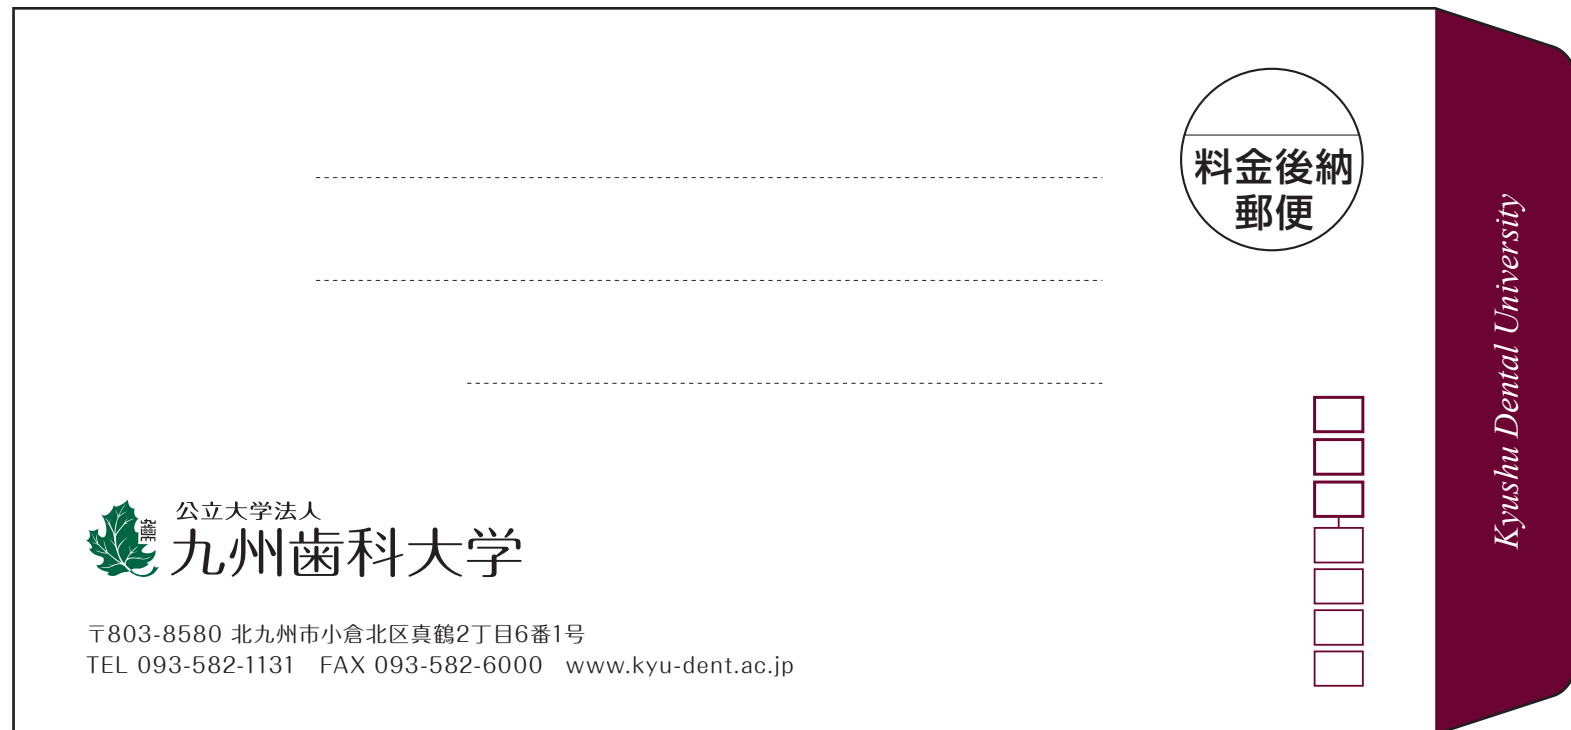 料金後納
郵便
Kyushu Dental University
公立大学法人
九州歯科大学
〒803-8580 北九州市小倉北区真鶴2丁目6番1号
TEL 093-582-1131　FAX 093-582-6000　www.kyu-dent.ac.jp